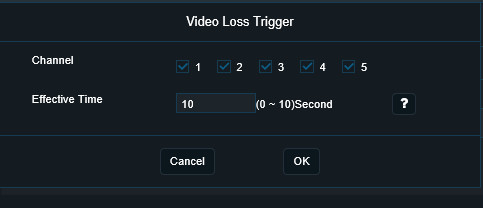 Video Loss Trigger
Channel 1 2 3 4 5
Effective Time 10 (0 ~ 10)Second ?
Cancel OK